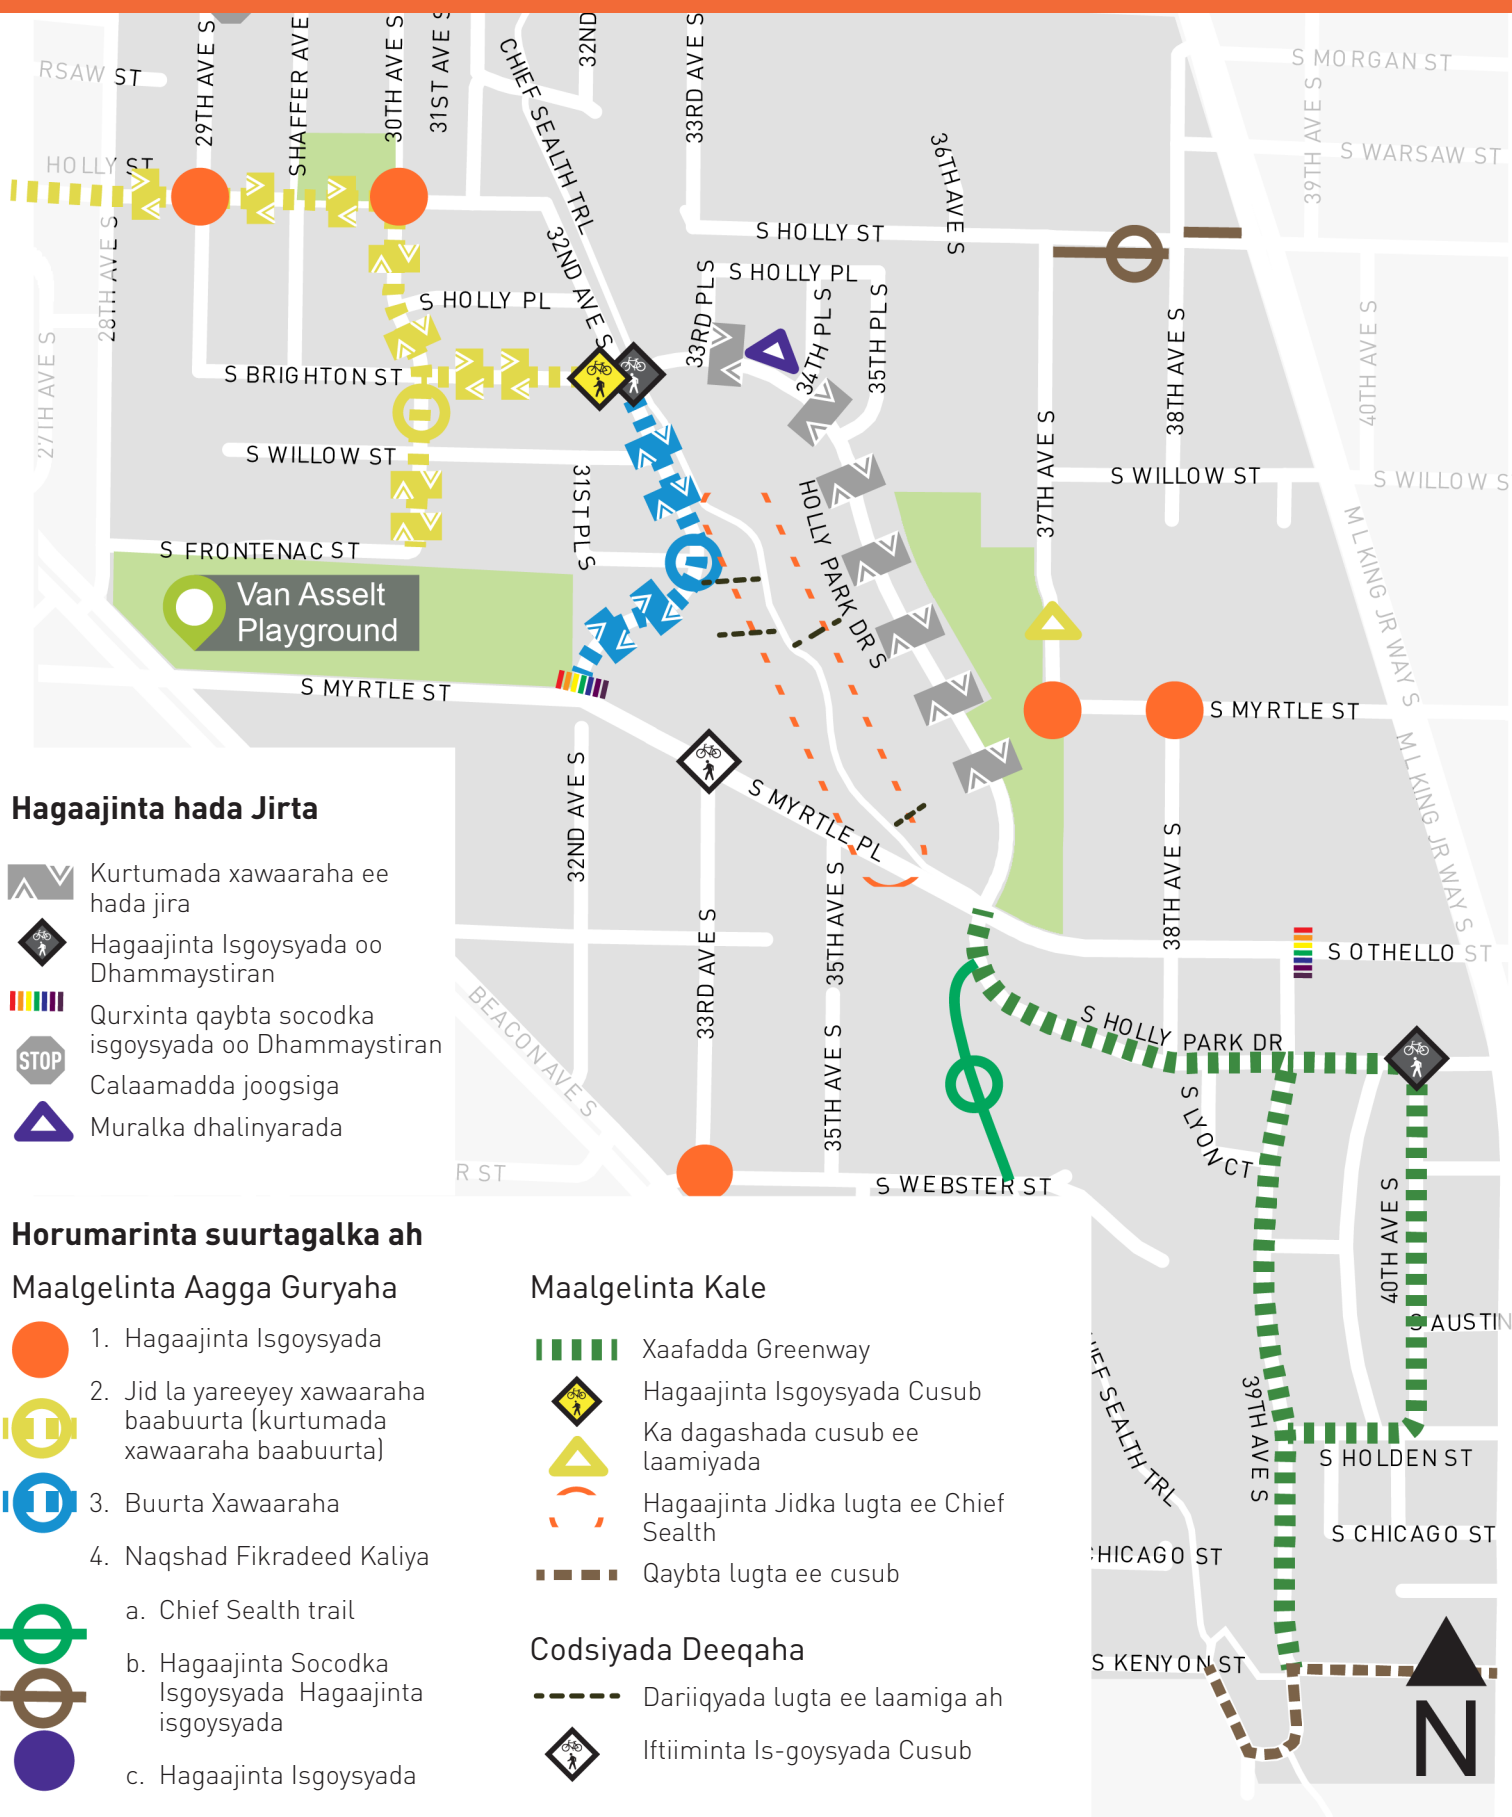 29TH AVE S
SHAFFER AVE
30TH AVE S
31ST AVE S
CHIEF SEALTH TRL
32ND
33RD AVE S
36TH AVE S
S MORGAN ST
39TH AVE S
S WARSAW ST
RSAW ST
HOLLY ST
28TH AVE S
27TH AVE S
32ND AVE S
S HOLLY ST
S HOLLY PL
S HOLLY PL
33RD PL S
34TH PL S
35TH PL S
38TH AVE S
40TH AVE S
S BRIGHTON ST
S WILLOW ST
31ST PL S
HOLLY PARK DR S
37TH AVE S
S WILLOW ST
S WILLOW S
S FRONTENAC ST
Van Asselt
Playground
M L KING JR WAY S
S MYRTLE ST
S MYRTLE ST
M L KING JR WAY S
32ND AVE S
S MYRTLE PL
33RD AVE S
35TH AVE S
38TH AVE S
S OTHELLO ST
BEACON AVE S
35TH AVE S
S HOLLY PARK DR
S LYON CT
R ST
S WEBSTER ST
40TH AVE S
S AUSTIN
39TH AVE S
S HOLDEN ST
S CHICAGO ST
HIEF SEALTH TRL
CHICAGO ST
S KENYON ST
N
Hagaajinta hada Jirta
Kurtumada xawaaraha ee
hada jira
Hagaajinta Isgoysyada oo
Dhammaystiran
Qurxinta qaybta socodka
isgoysyada oo Dhammaystiran
STOP
Calaamadda joogsiga
Muralka dhalinyarada
Horumarinta suurtagalka ah
Maalgelinta Aagga Guryaha
1. Hagaajinta Isgoysyada
2. Jid la yareeyey xawaaraha
baabuurta (kurtumada
xawaaraha baabuurta)
3. Buurta Xawaaraha
4. Naqshad Fikradeed Kaliya
a. Chief Sealth trail
b. Hagaajinta Socodka
Isgoysyada Hagaajinta
isgoysyada
c. Hagaajinta Isgoysyada
Maalgelinta Kale
Xaafadda Greenway
Hagaajinta Isgoysyada Cusub
Ka dagashada cusub ee
laamiyada
Hagaajinta Jidka lugta ee Chief
Sealth
Qaybta lugta ee cusub
Codsiyada Deeqaha
Dariiqyada lugta ee laamiga ah
Iftiiminta Is-goysyada Cusub